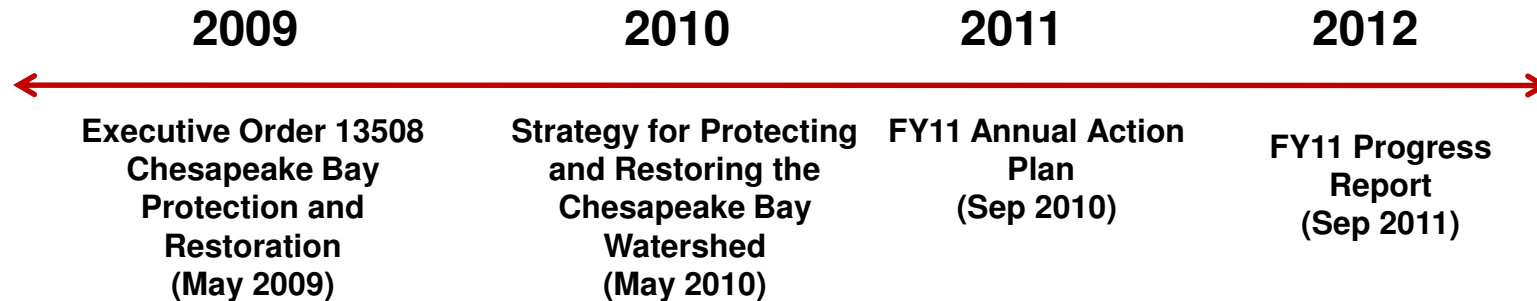 2009 2010 2011 2012
Executive Order 13508
Chesapeake Bay
Protection and
Restoration
(May 2009)
Strategy for Protecting
and Restoring the
Chesapeake Bay
Watershed
(May 2010)
FY11 Annual Action
Plan
(Sep 2010)
FY11 Progress
Report
(Sep 2011)